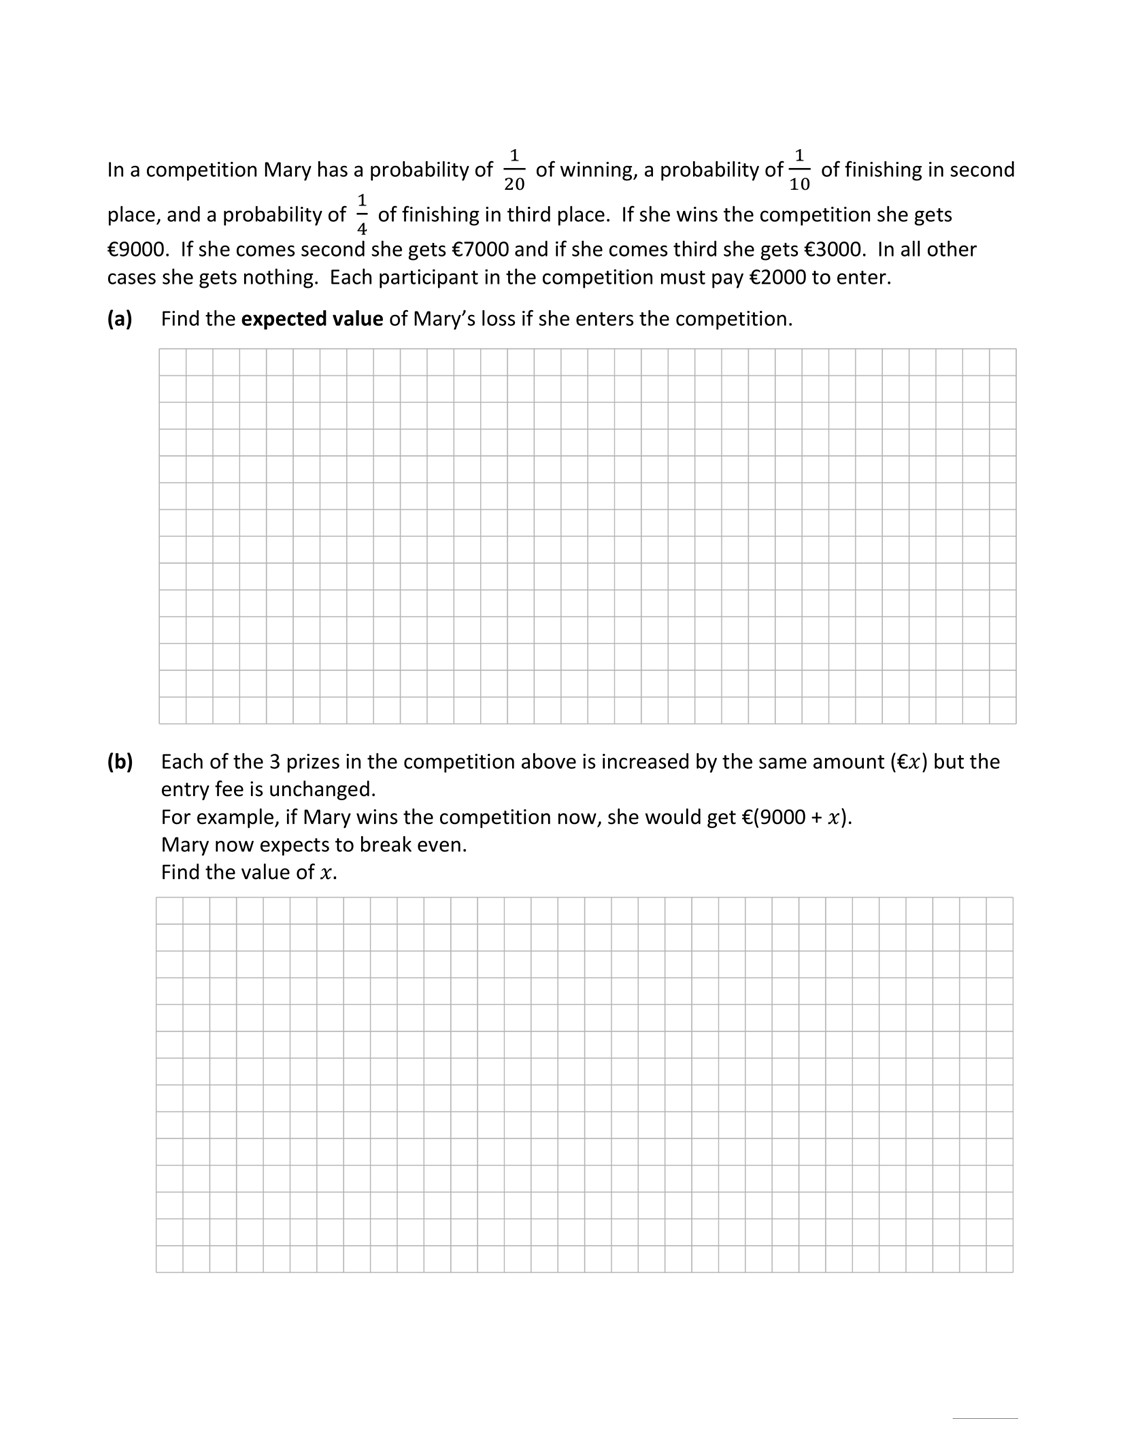 In a competition Mary has a probability of 1/20 of winning, a probability of 1/10 of finishing in second
place, and a probability of 1/4 of finishing in third place. If she wins the competition she gets
€9000. If she comes second she gets €7000 and if she comes third she gets €3000. In all other
cases she gets nothing. Each participant in the competition must pay €2000 to enter.
(a) Find the expected value of Mary’s loss if she enters the competition.
(b) Each of the 3 prizes in the competition above is increased by the same amount (€x) but the
entry fee is unchanged.
For example, if Mary wins the competition now, she would get €(9000 + x).
Mary now expects to break even.
Find the value of x.